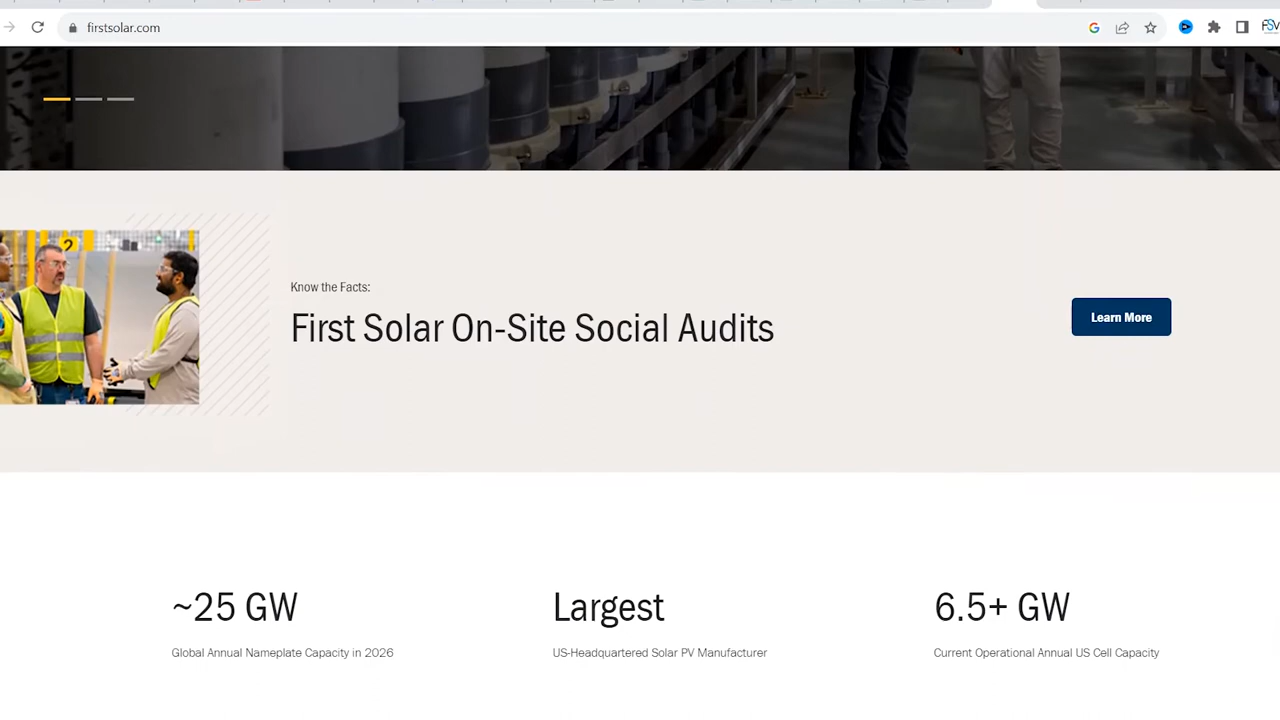 firstsolar.com
2
Know the Facts:
First Solar On-Site Social Audits
Learn More
~25 GW
Global Annual Nameplate Capacity in 2026
Largest
US-Headquartered Solar PV Manufacturer
6.5+ GW
Current Operational Annual US Cell Capacity